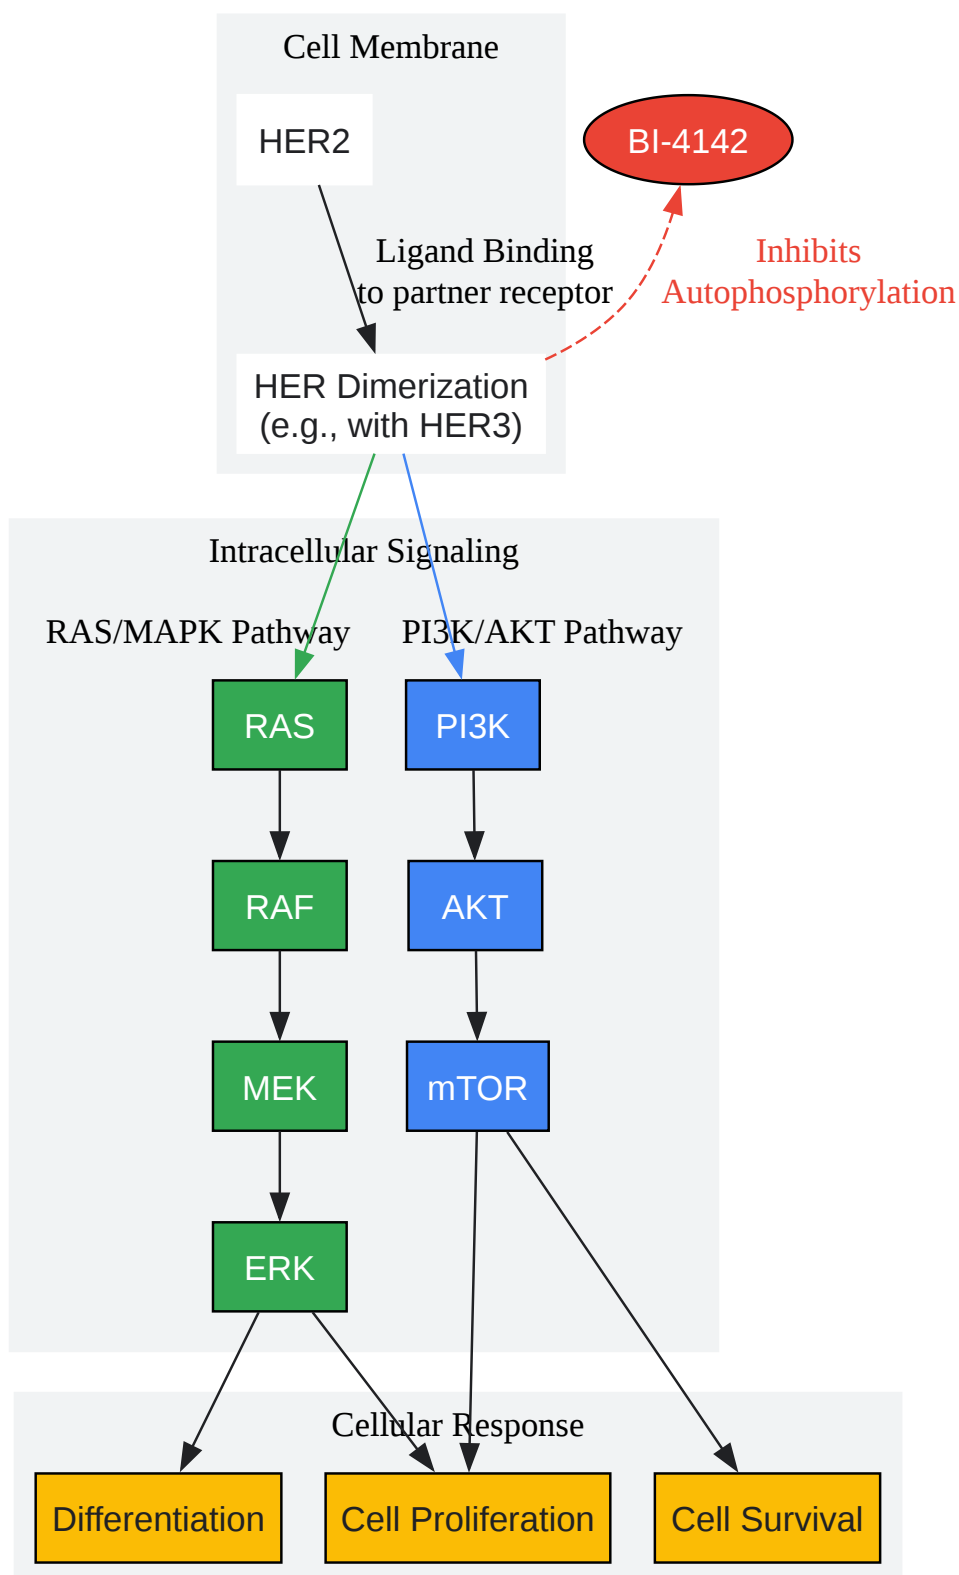 Cell Membrane
HER2
BI-4142
Ligand Binding
to partner receptor
Inhibits
Autophosphorylation
HER Dimerization
(e.g., with HER3)
Intracellular Signaling
RAS/MAPK Pathway
PI3K/AKT Pathway
RAS
PI3K
RAF
AKT
MEK
mTOR
ERK
Cellular Response
Differentiation
Cell Proliferation
Cell Survival